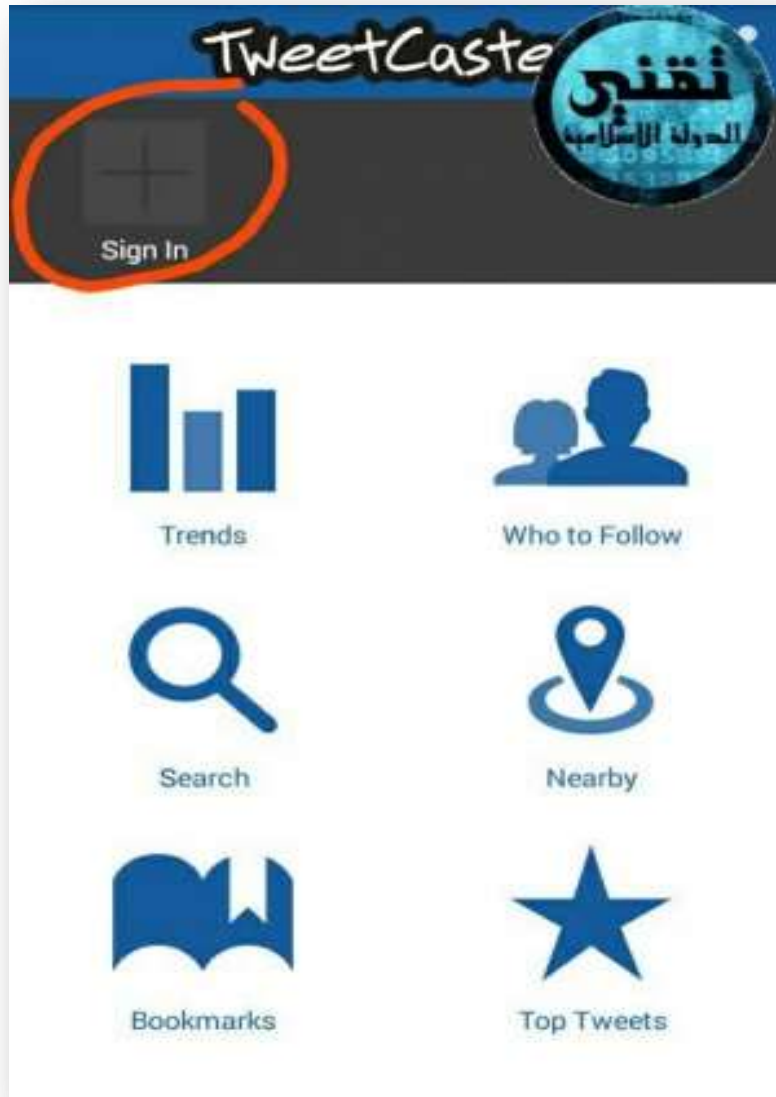 TweetCaste
تقني
الدولة الإسلامية
Sign In
Trends
Who to Follow
Search
Nearby
Bookmarks
Top Tweets